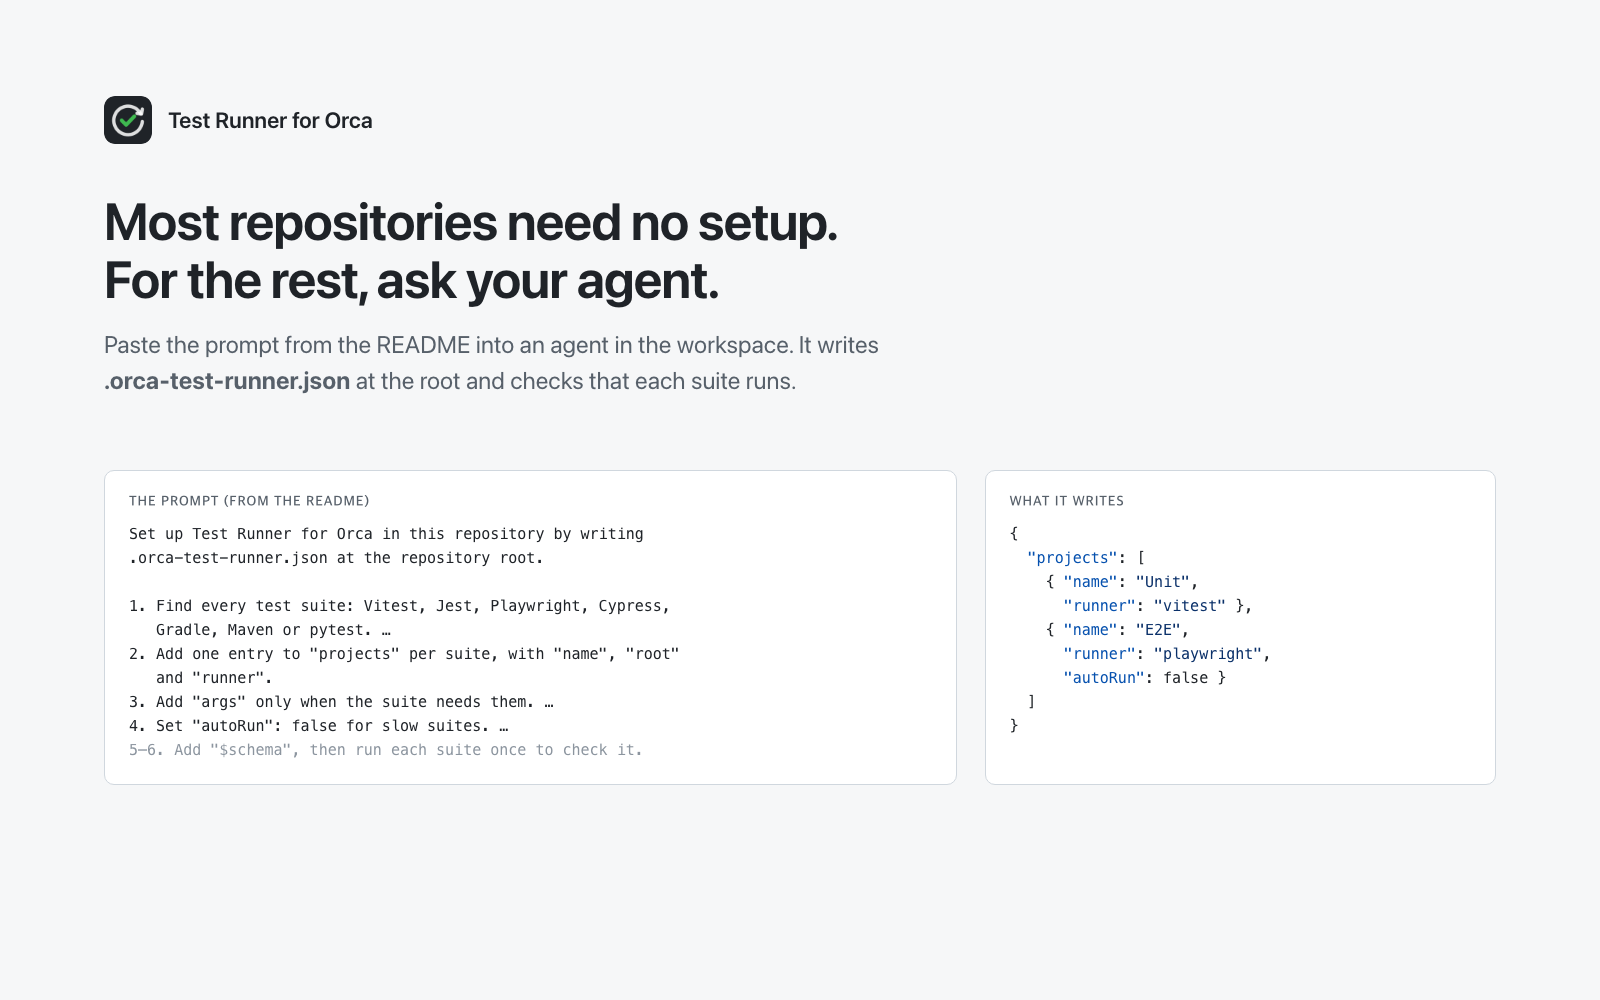 Test Runner for Orca
Most repositories need no setup.
For the rest, ask your agent.
Paste the prompt from the README into an agent in the workspace. It writes
.orca-test-runner.json at the root and checks that each suite runs.
THE PROMPT (FROM THE README)
Set up Test Runner for Orca in this repository by writing
.orca-test-runner.json at the repository root.
1. Find every test suite: Vitest, Jest, Playwright, Cypress,
Gradle, Maven or pytest. …
2. Add one entry to "projects" per suite, with "name", "root"
and "runner".
3. Add "args" only when the suite needs them. …
4. Set "autoRun": false for slow suites. …
5–6. Add "$schema", then run each suite once to check it.
WHAT IT WRITES
{
"projects": [
{ "name": "Unit",
"runner": "vitest" },
{ "name": "E2E",
"runner": "playwright",
"autoRun": false }
]
}